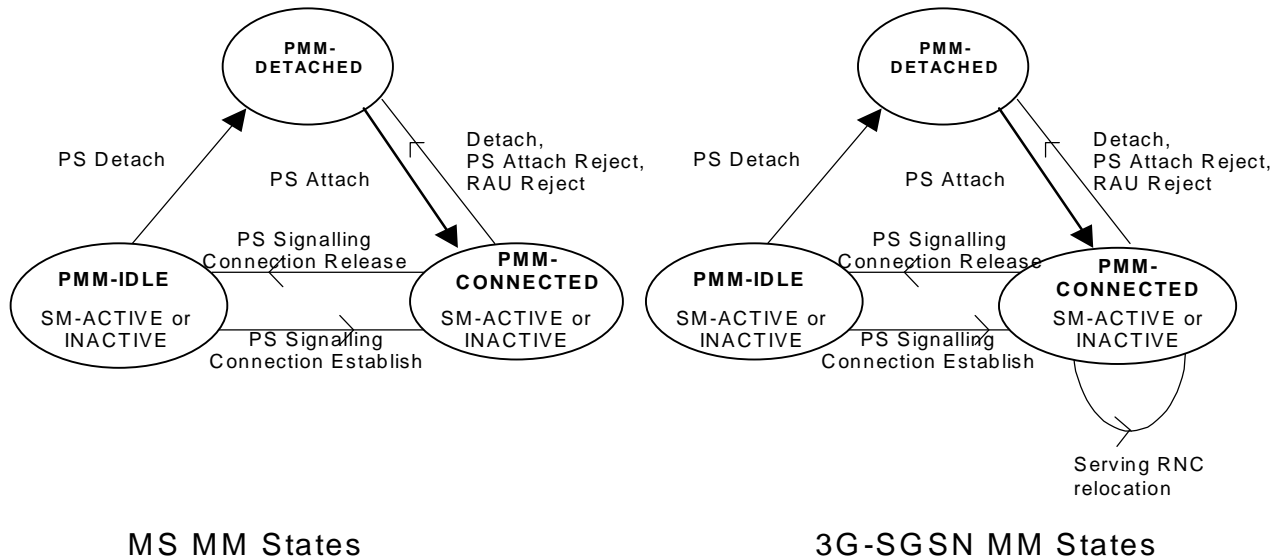 PMM-
DETACHED
PS Detach
PS Attach
Detach,
PS Attach Reject,
RAU Reject
PS Signalling
Connection Release
PMM-IDLE
SM-ACTIVE or
INACTIVE
PMM-
CONNECTED
SM-ACTIVE or
INACTIVE
PS Signalling
Connection Establish
MS MM States
PMM-
DETACHED
PS Detach
PS Attach
Detach,
PS Attach Reject,
RAU Reject
PS Signalling
Connection Release
PMM-IDLE
SM-ACTIVE or
INACTIVE
PMM-
CONNECTED
SM-ACTIVE or
INACTIVE
PS Signalling
Connection Establish
Serving RNC
relocation
3G-SGSN MM States